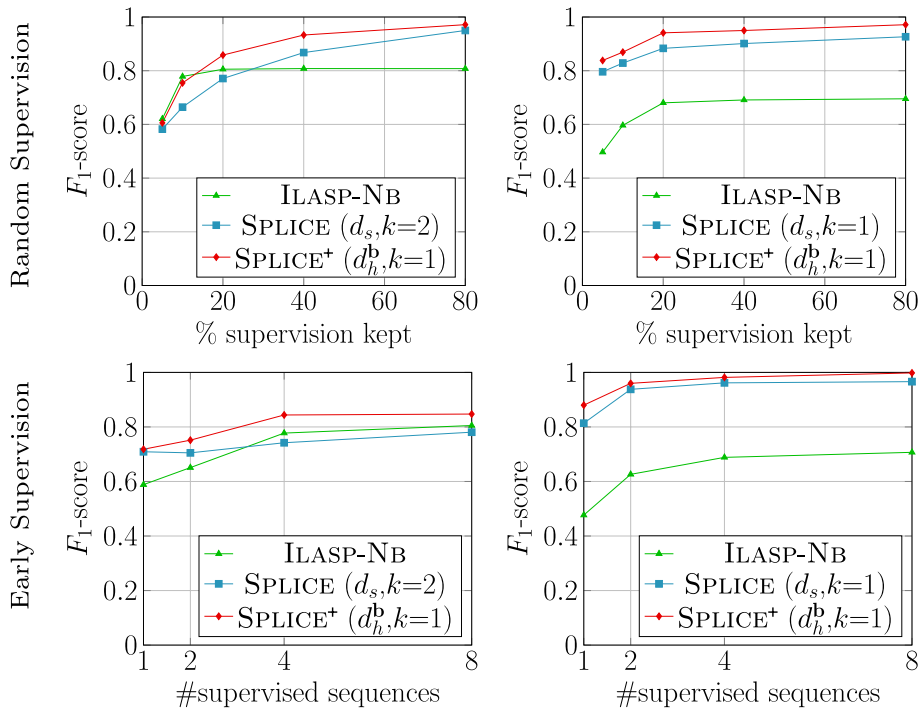 Random Supervision
F₁-score
1
0.8
0.6
0.4
0.2
0
ILASP-NB
SPLICE (dₛ,k=2)
SPLICE⁺ (d_h^b,k=1)
0 20 40 60 80
% supervision kept
F₁-score
1
0.8
0.6
0.4
0.2
0
ILASP-NB
SPLICE (dₛ,k=1)
SPLICE⁺ (d_h^b,k=1)
0 20 40 60 80
% supervision kept
Early Supervision
F₁-score
1
0.8
0.6
0.4
0.2
0
ILASP-NB
SPLICE (dₛ,k=2)
SPLICE⁺ (d_h^b,k=1)
1 2 4 8
#supervised sequences
F₁-score
1
0.8
0.6
0.4
0.2
0
ILASP-NB
SPLICE (dₛ,k=1)
SPLICE⁺ (d_h^b,k=1)
1 2 4 8
#supervised sequences